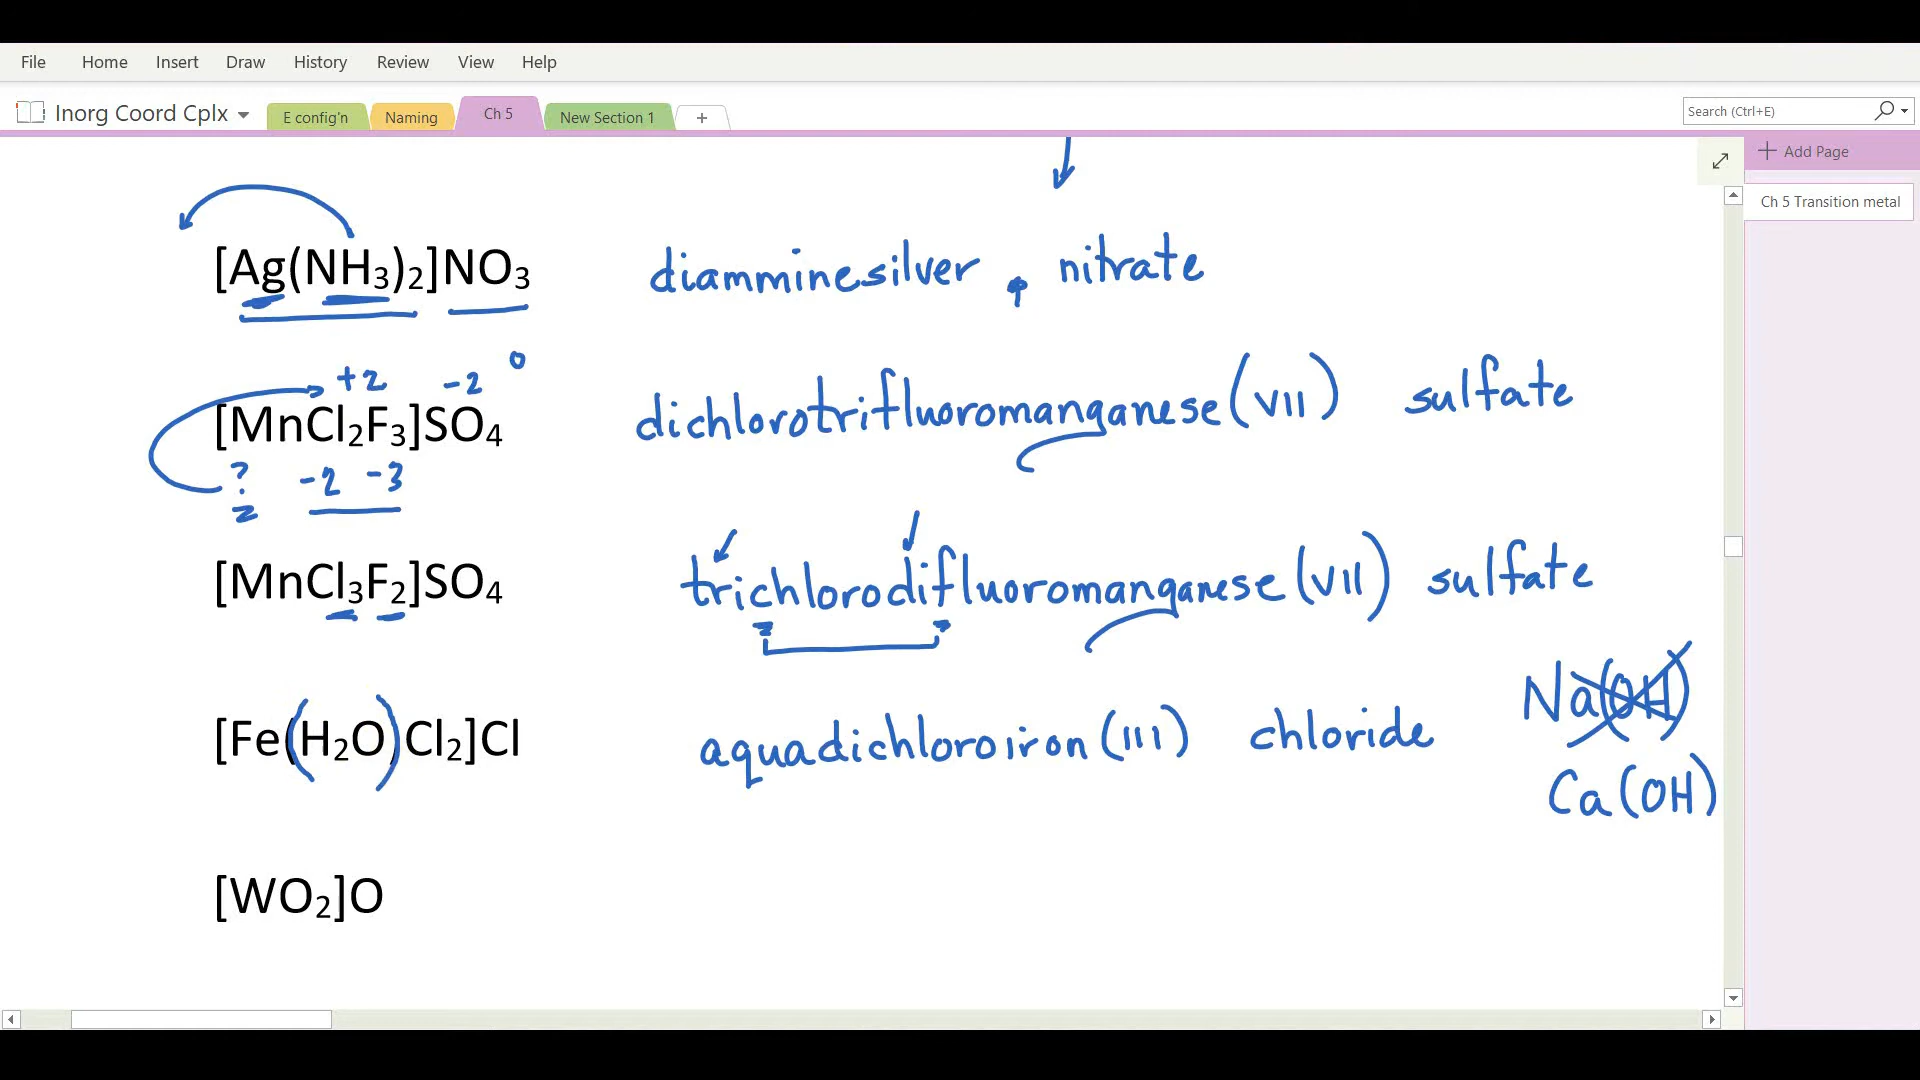 File Home Insert Draw History Review View Help
Inorg Coord Cplx E config'n Naming Ch 5 New Section 1 +
Search (Ctrl+E)
Add Page
Ch 5 Transition metal
[Ag(NH₃)₂]NO₃ diamminesilver nitrate
+2 -2 0
[MnCl₂F₃]SO₄ dichlorotrifluoromanganese(VII) sulfate
? -2 -3
[MnCl₃F₂]SO₄ trichlorodifluoromanganese(VII) sulfate
Na(OH)
[Fe(H₂O)Cl₂]Cl aquadichloroiron(III) chloride
Ca(OH)
[WO₂]O